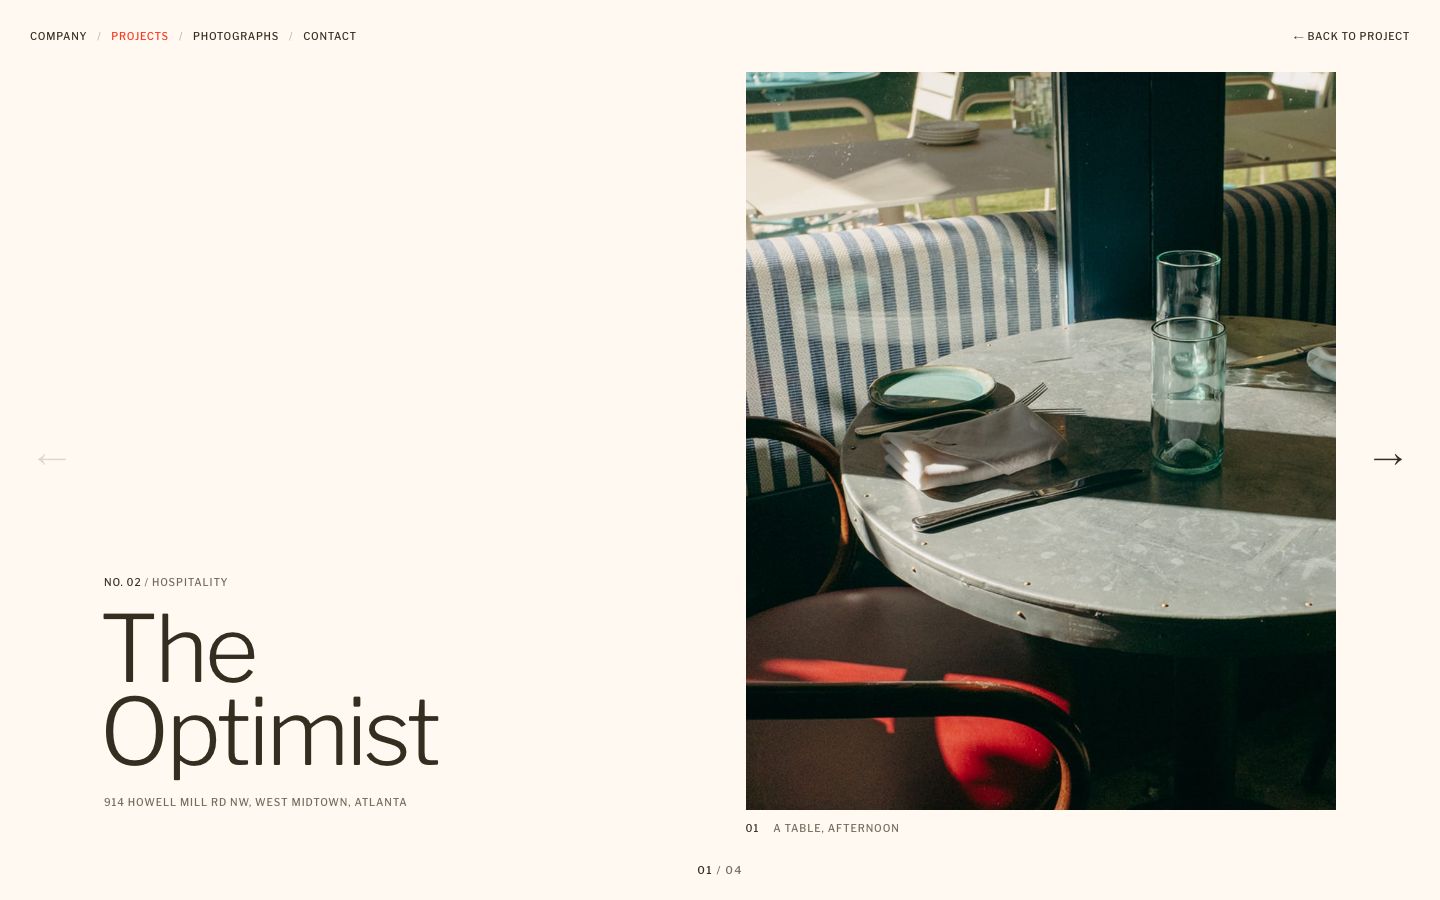 COMPANY / PROJECTS / PHOTOGRAPHS / CONTACT
← BACK TO PROJECT
←
→
NO. 02 / HOSPITALITY
The
Optimist
914 HOWELL MILL RD NW, WEST MIDTOWN, ATLANTA
01 A TABLE, AFTERNOON
01 / 04